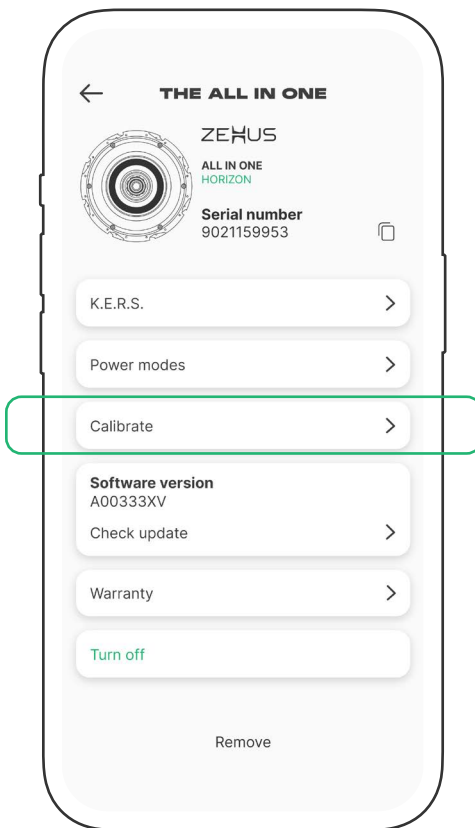 THE ALL IN ONE
ZEHUS
ALL IN ONE
HORIZON
Serial number
9021159953
K.E.R.S.
Power modes
Calibrate
Software version
A00333XV
Check update
Warranty
Turn off
Remove